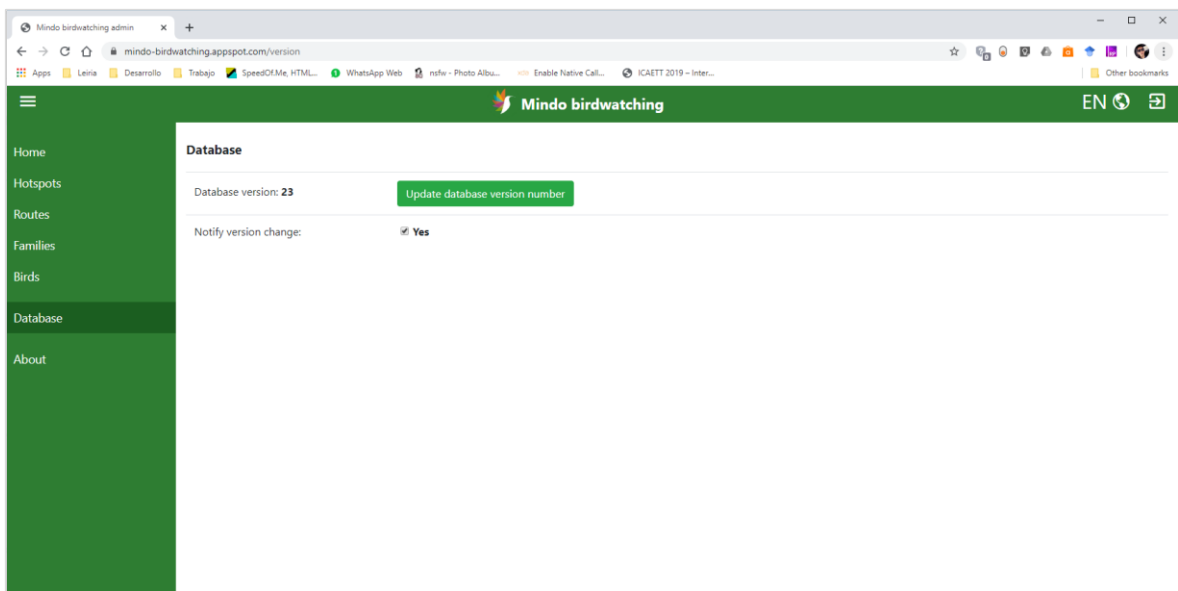 Mindo birdwatching admin
mindo-birdwatching.appspot.com/version
Apps Leiria Desarrollo Trabajo SpeedOf.Me, HTML... WhatsApp Web nsfw - Photo Albu... Enable Native Call... ICAETT 2019 – Inter... Other bookmarks
Mindo birdwatching EN
Home
Database
Hotspots
Database version: 23 Update database version number
Routes
Notify version change: Yes
Families
Birds
Database
About